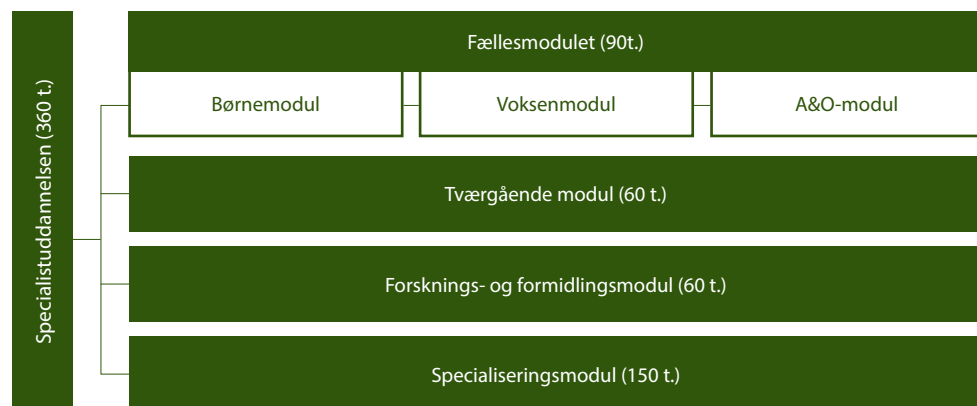 Specialistuddannelsen (360 t.)
Fællesmodulet (90t.)
Børnemodul
Voksenmodul
A&O-modul
Tværgående modul (60 t.)
Forsknings- og formidlingsmodul (60 t.)
Specialiseringsmodul (150 t.)